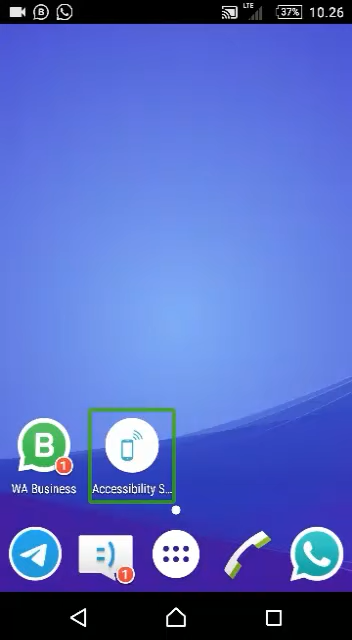 LTE
37%
10.26
B
1
WA Business
Accessibility S...
:)
1